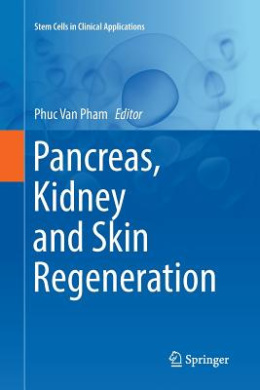 Stem Cells in Clinical Applications
Phuc Van Pham Editor
Pancreas,
Kidney
and Skin
Regeneration
Springer